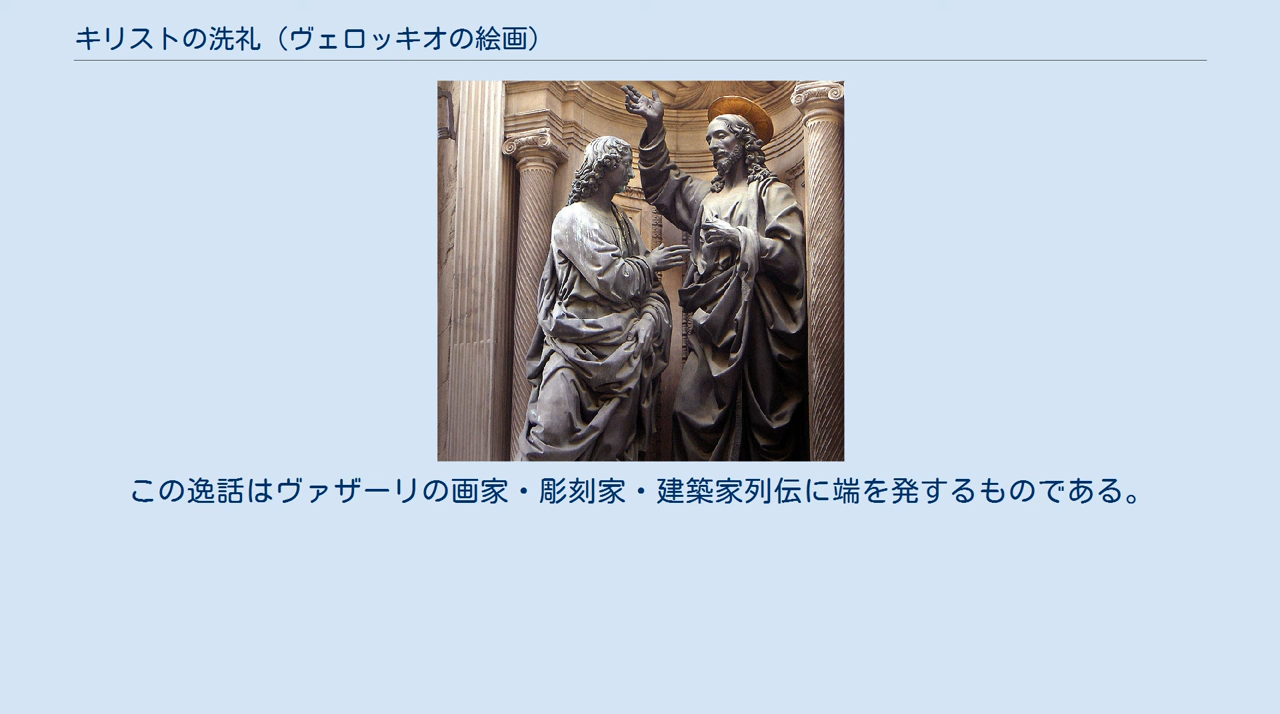 キリストの洗礼（ヴェロッキオの絵画）
この逸話はヴァザーリの画家・彫刻家・建築家列伝に端を発するものである。